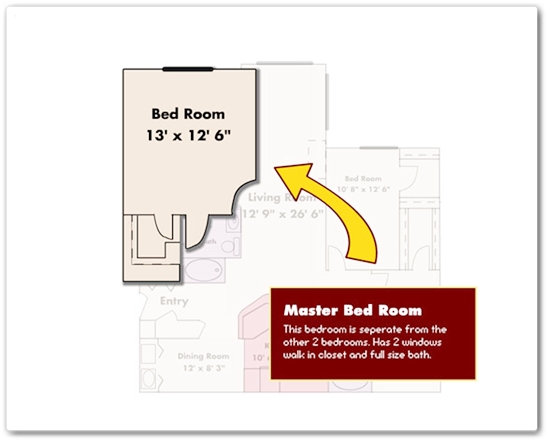 Bed Room
13' x 12' 6"
Bed Room
10' 8" x 12' 6"
Living Room
12' 9" x 26' 6"
Entry
Dining Room
12' x 8' 3"
Master Bed Room
This bedroom is seperate from the
other 2 bedrooms. Has 2 windows
walk in closet and full size bath.